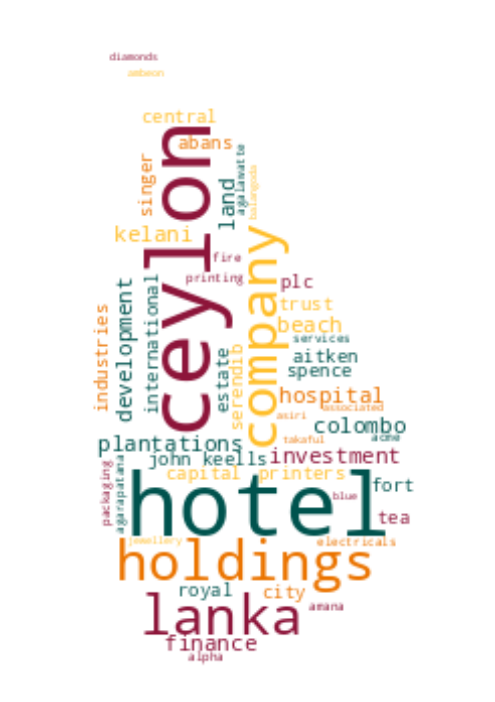 diamonds
ambeon
central
abans
singer
land
agalawatte
balangoda
ceylon
kelani
fire
printing
company
plc
trust
beach
services
industries
development
international
estate
serendib
aitken
spence
hospital
associated
asiri
colombo
acme
plantations
takaful
john keells
investment
packaging
agarapatana
capital
printers
hotel
blue
fort
tea
jewellery
electricals
holdings
royal
city
lanka
amana
finance
alpha